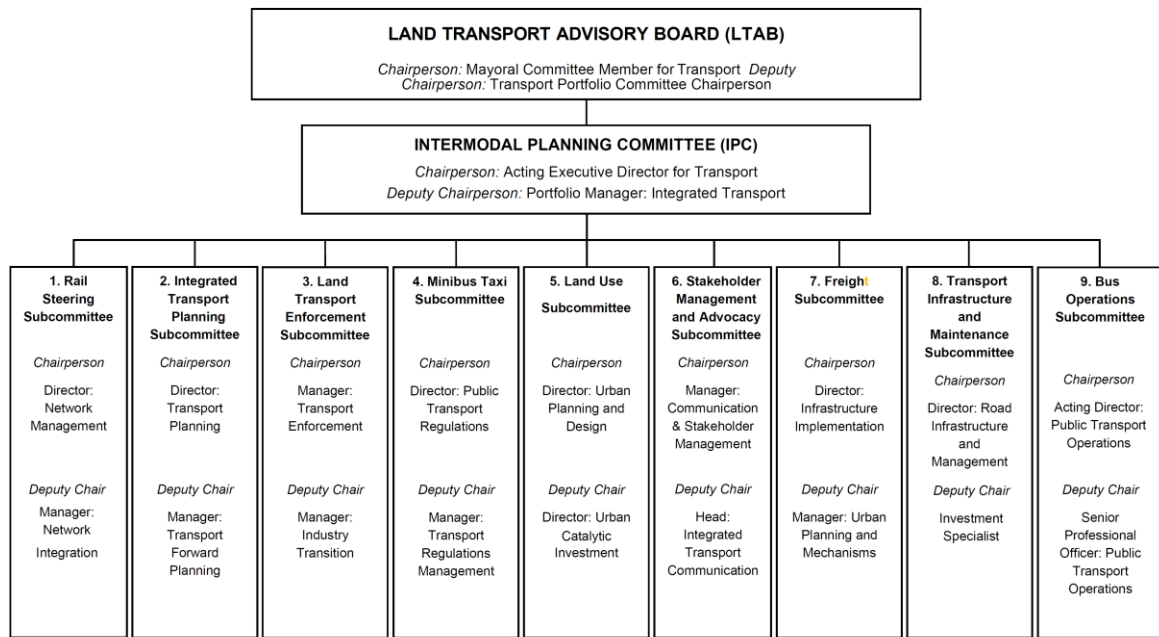 LAND TRANSPORT ADVISORY BOARD (LTAB)
Chairperson: Mayoral Committee Member for Transport Deputy
Chairperson: Transport Portfolio Committee Chairperson
INTERMODAL PLANNING COMMITTEE (IPC)
Chairperson: Acting Executive Director for Transport
Deputy Chairperson: Portfolio Manager: Integrated Transport
1. Rail
Steering
Subcommittee
Chairperson
Director:
Network
Management
Deputy Chair
Manager:
Network
Integration
2. Integrated
Transport
Planning
Subcommittee
Chairperson
Director:
Transport
Planning
Deputy Chair
Manager:
Transport
Forward
Planning
3. Land
Transport
Enforcement
Subcommittee
Chairperson
Manager:
Transport
Enforcement
Deputy Chair
Manager:
Industry
Transition
4. Minibus Taxi
Subcommittee
Chairperson
Director: Public
Transport
Regulations
Deputy Chair
Manager:
Transport
Regulations
Management
5. Land Use
Subcommittee
Chairperson
Director: Urban
Planning and
Design
Deputy Chair
Director: Urban
Catalytic
Investment
6. Stakeholder
Management
and Advocacy
Subcommittee
Chairperson
Manager:
Communication
& Stakeholder
Management
Deputy Chair
Head:
Integrated
Transport
Communication
7. Freight
Subcommittee
Chairperson
Director:
Infrastructure
Implementation
Deputy Chair
Manager: Urban
Planning and
Mechanisms
8. Transport
Infrastructure
and
Maintenance
Subcommittee
Chairperson
Director: Road
Infrastructure
and
Management
Deputy Chair
Investment
Specialist
9. Bus
Operations
Subcommittee
Chairperson
Acting Director:
Public Transport
Operations
Deputy Chair
Senior
Professional
Officer: Public
Transport
Operations